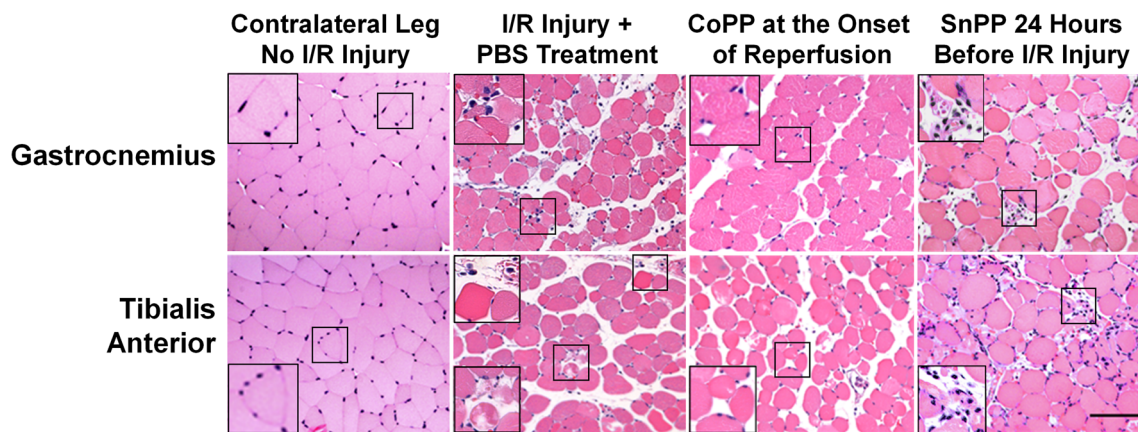 Contralateral Leg
No I/R Injury
I/R Injury +
PBS Treatment
CoPP at the Onset
of Reperfusion
SnPP 24 Hours
Before I/R Injury
Gastrocnemius
Tibialis
Anterior